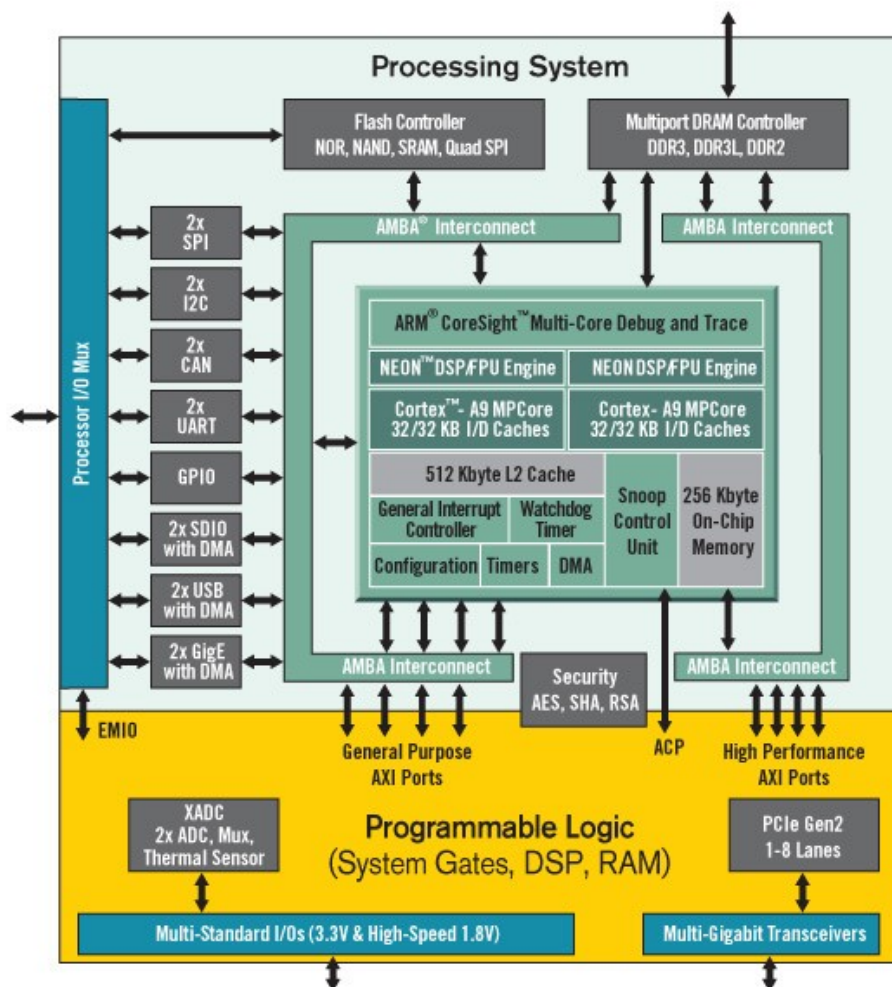 Processing System
Flash Controller
NOR, NAND, SRAM, Quad SPI
Multiport DRAM Controller
DDR3, DDR3L, DDR2
AMBA® Interconnect
AMBA Interconnect
Processor I/O Mux
2x
SPI
2x
I2C
2x
CAN
2x
UART
GPIO
2x SDIO
with DMA
2x USB
with DMA
2x GigE
with DMA
ARM® CoreSight™ Multi-Core Debug and Trace
NEON™ DSP/FPU Engine
NEON DSP/FPU Engine
Cortex™- A9 MPCore
32/32 KB I/D Caches
Cortex- A9 MPCore
32/32 KB I/D Caches
512 Kbyte L2 Cache
General Interrupt
Controller
Watchdog
Timer
Configuration
Timers
DMA
Snoop
Control
Unit
256 Kbyte
On-Chip
Memory
AMBA Interconnect
Security
AES, SHA, RSA
AMBA Interconnect
EMIO
General Purpose
AXI Ports
ACP
High Performance
AXI Ports
XADC
2x ADC, Mux,
Thermal Sensor
Programmable Logic
(System Gates, DSP, RAM)
PCIe Gen2
1-8 Lanes
Multi-Standard I/Os (3.3V & High-Speed 1.8V)
Multi-Gigabit Transceivers